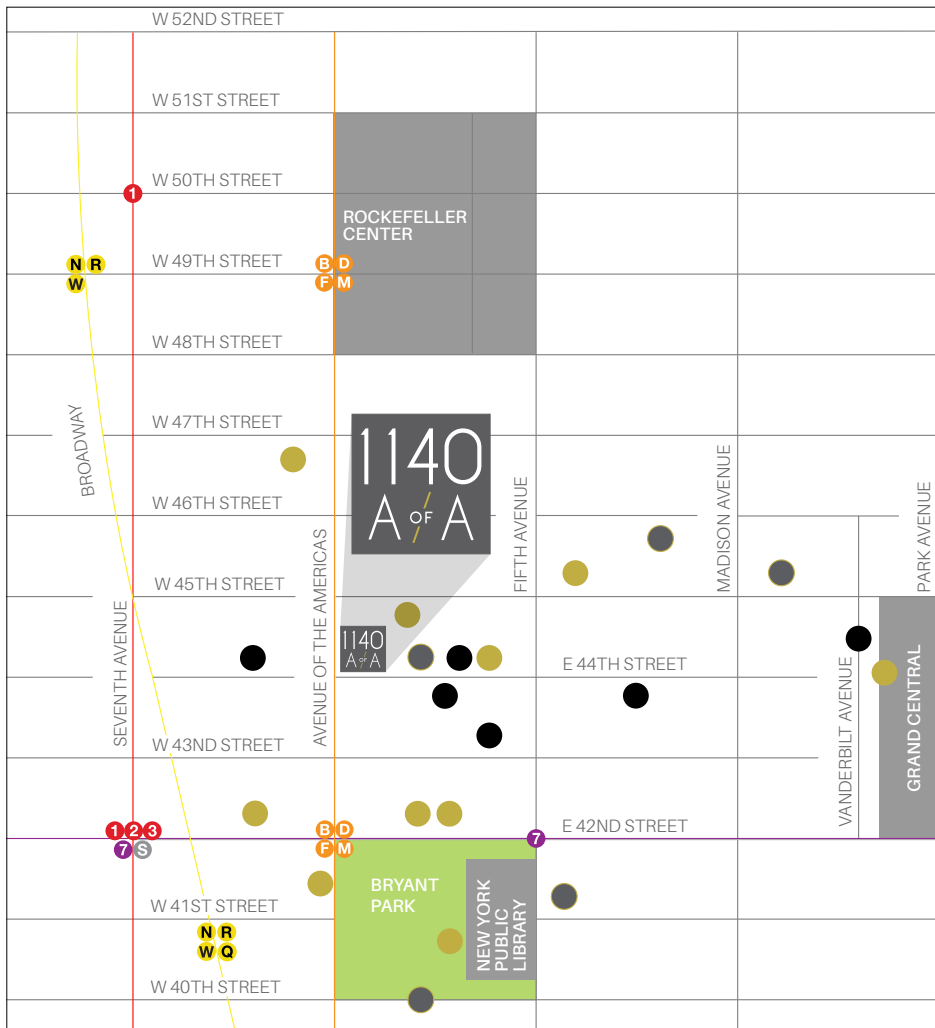 W 52ND STREET
W 51ST STREET
W 50TH STREET
1
ROCKEFELLER
CENTER
W 49TH STREET
N R
W
B D
F M
W 48TH STREET
W 47TH STREET
BROADWAY
1140
A OF A
W 46TH STREET
FIFTH AVENUE
MADISON AVENUE
PARK AVENUE
W 45TH STREET
SEVENTH AVENUE
AVENUE OF THE AMERICAS
1140
A OF A
E 44TH STREET
VANDERBILT AVENUE
GRAND CENTRAL
W 43ND STREET
1 2 3
7 S
B D
F M
E 42ND STREET
7
BRYANT
PARK
NEW YORK
PUBLIC
LIBRARY
W 41ST STREET
N R
W Q
W 40TH STREET